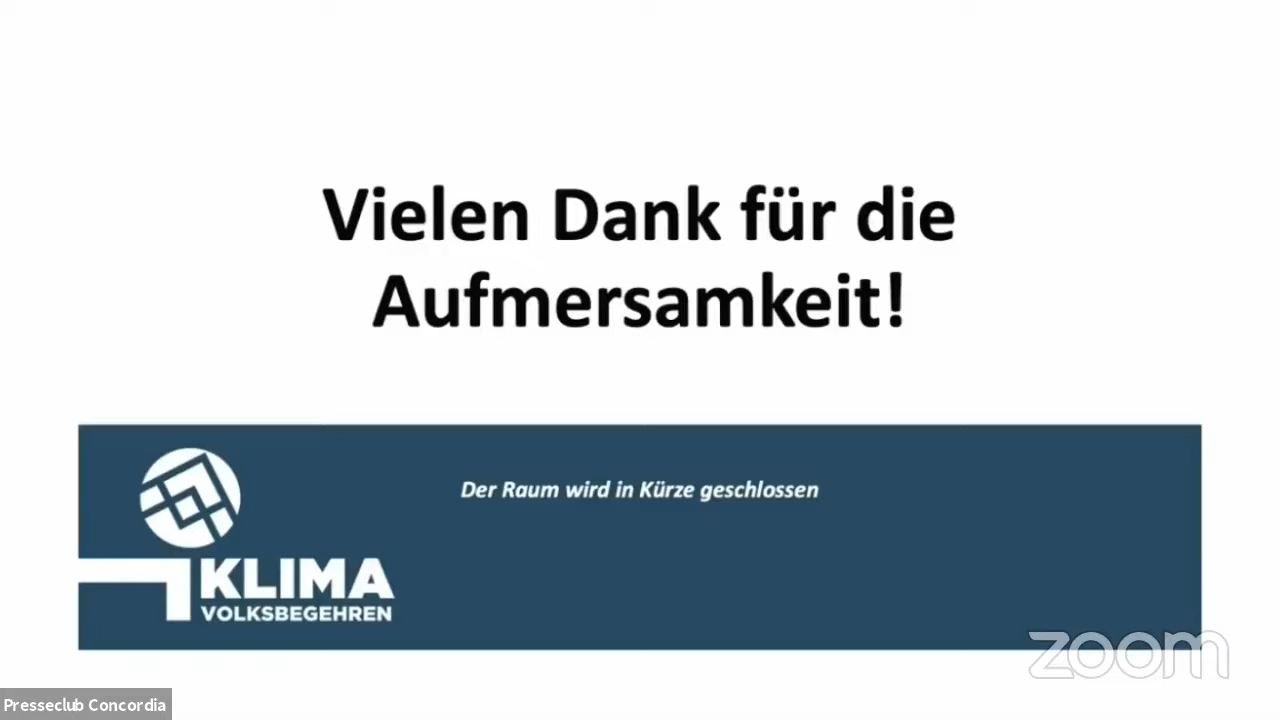 Vielen Dank für die
Aufmersamkeit!
Der Raum wird in Kürze geschlossen
KLIMA
VOLKSBEGEHREN
zoom
Presseclub Concordia